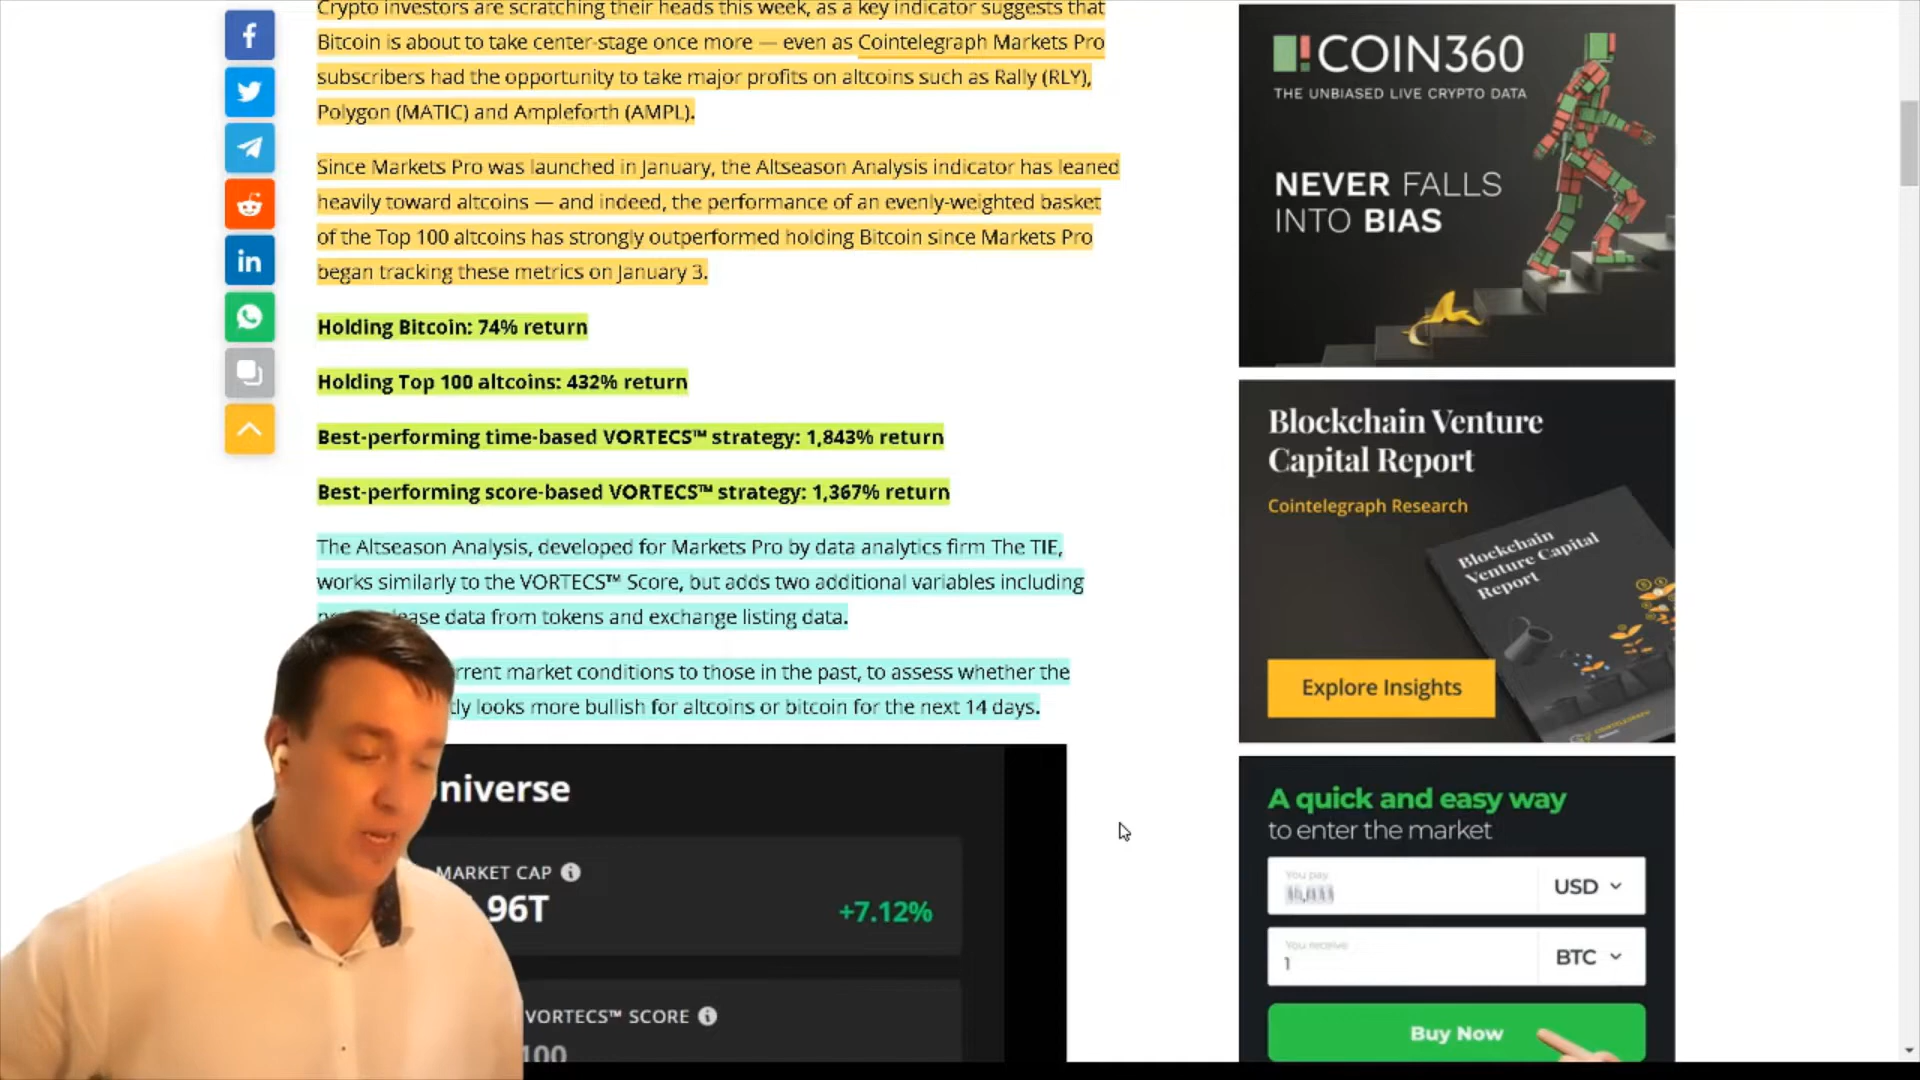 Crypto investors are scratching their heads this week, as a key indicator suggests that
Bitcoin is about to take center-stage once more — even as Cointelegraph Markets Pro
subscribers had the opportunity to take major profits on altcoins such as Rally (RLY),
Polygon (MATIC) and Ampleforth (AMPL).
Since Markets Pro was launched in January, the Altseason Analysis indicator has leaned
heavily toward altcoins — and indeed, the performance of an evenly-weighted basket
of the Top 100 altcoins has strongly outperformed holding Bitcoin since Markets Pro
began tracking these metrics on January 3.
Holding Bitcoin: 74% return
Holding Top 100 altcoins: 432% return
Best-performing time-based VORTECS™ strategy: 1,843% return
Best-performing score-based VORTECS™ strategy: 1,367% return
The Altseason Analysis, developed for Markets Pro by data analytics firm The TIE,
works similarly to the VORTECS™ Score, but adds two additional variables including
data from tokens and exchange listing data.
market conditions to those in the past, to assess whether the
looks more bullish for altcoins or bitcoin for the next 14 days.
MARKET CAP
96T
+7.12%
VORTECS™ SCORE
100
COIN360
THE UNBIASED LIVE CRYPTO DATA
NEVER FALLS
INTO BIAS
Blockchain Venture
Capital Report
Cointelegraph Research
Blockchain
Venture Capital
Report
Explore Insights
A quick and easy way
to enter the market
You pay
USD
You receive
1
BTC
Buy Now